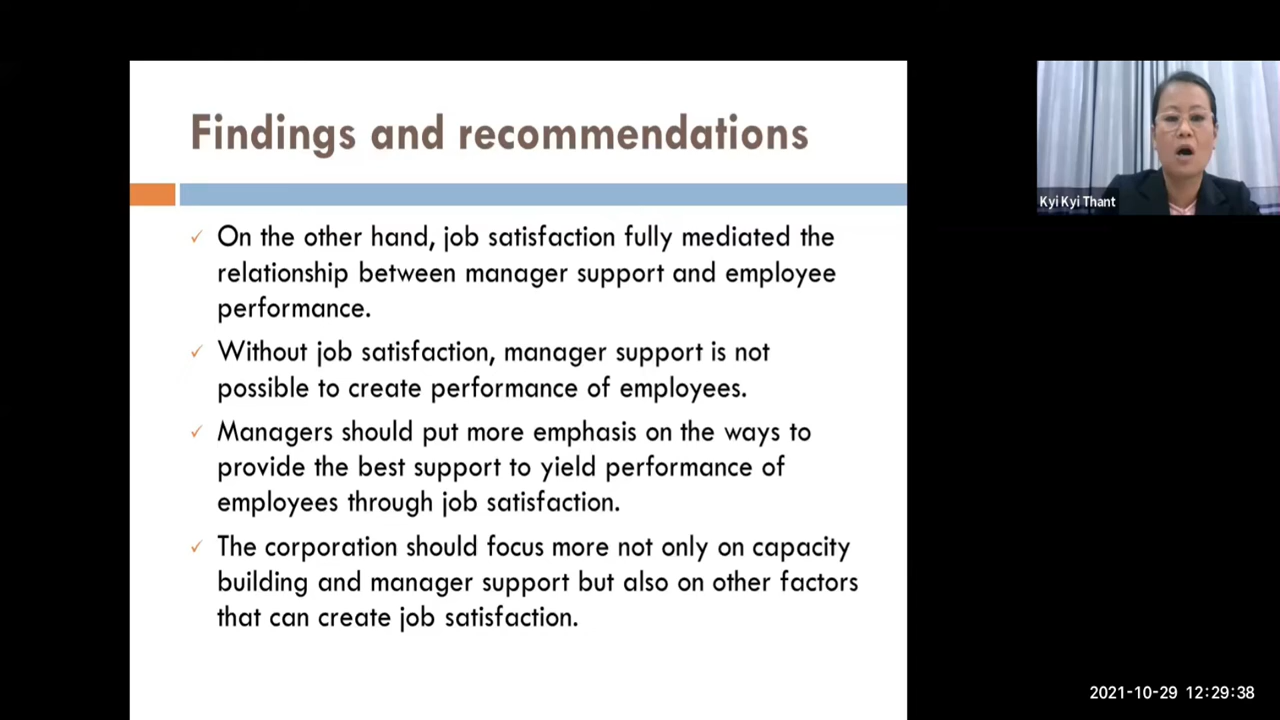 Findings and recommendations
✓ On the other hand, job satisfaction fully mediated the
relationship between manager support and employee
performance.
✓ Without job satisfaction, manager support is not
possible to create performance of employees.
✓ Managers should put more emphasis on the ways to
provide the best support to yield performance of
employees through job satisfaction.
✓ The corporation should focus more not only on capacity
building and manager support but also on other factors
that can create job satisfaction.
Kyi Kyi Thant
2021-10-29 12:29:38